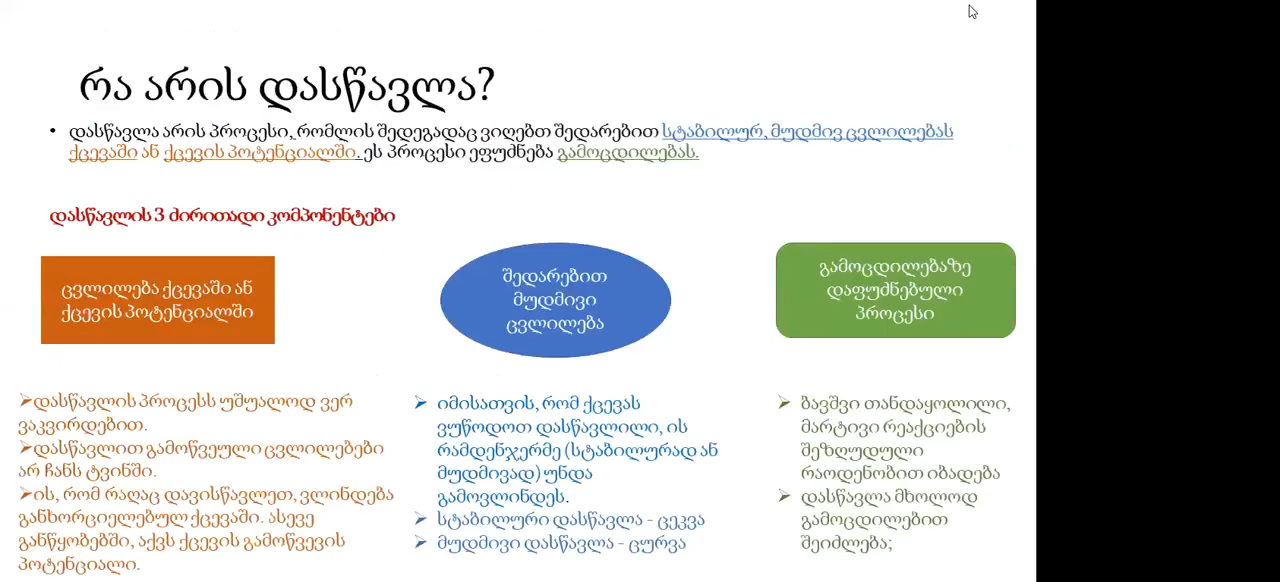 რა არის დასწავლა?
• დასწავლა არის პროცესი, რომლის შედეგადაც ვიღებთ შედარებით სტაბილურ, მუდმივ ცვლილებას
ქცევაში ან ქცევის პოტენციალში. ეს პროცესი ეფუძნება გამოცდილებას.
დასწავლის 3 ძირითადი კომპონენტები
ცვლილება ქცევაში ან
ქცევის პოტენციალში
შედარებით
მუდმივი
ცვლილება
გამოცდილებაზე
დაფუძნებული
პროცესი
➢დასწავლის პროცესს უშუალოდ ვერ
ვაკვირდებით.
➢დასწავლით გამოწვეული ცვლილებები
არ ჩანს ტვინში.
➢ის, რომ რაღაც დავისწავლეთ, ვლინდება
განხორციელებულ ქცევაში. ასევე
განწყობებში, აქვს ქცევის გამოწვევის
პოტენციალი.
➢ იმისათვის, რომ ქცევას
ვუწოდოთ დასწავლილი, ის
რამდენჯერმე (სტაბილურად ან
მუდმივად) უნდა
გამოვლინდეს.
➢ სტაბილური დასწავლა - ცეკვა
➢ მუდმივი დასწავლა - ცურვა
➢ ბავშვი თანდაყოლილი,
მარტივი რეაქციების
შეზღუდული
რაოდენობით იბადება
➢ დასწავლა მხოლოდ
გამოცდილებით
შეიძლება;